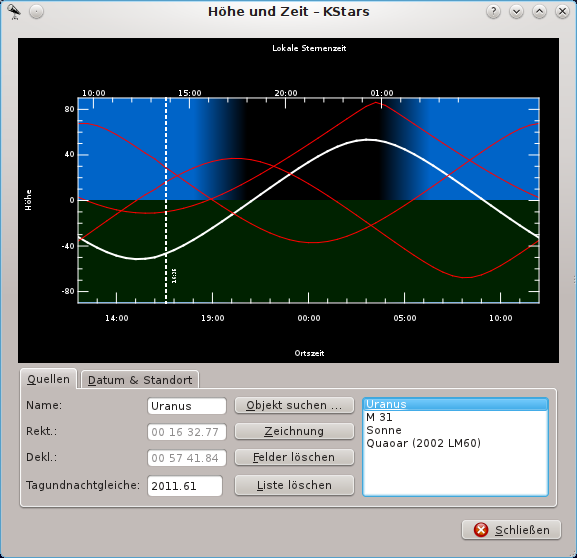 Höhe und Zeit – KStars
Lokale Sternenzeit
10:00 15:00 20:00 01:00
80
40
0
-40
-80
Höhe
14:00 19:00 00:00 05:00 10:00
Ortszeit
Quellen Datum & Standort
Name: Uranus Objekt suchen ...
Rekt.: 00 16 32.77 Zeichnung
Dekl.: 00 57 41.84 Felder löschen
Tagundnachtgleiche: 2011.61 Liste löschen
Uranus
M 31
Sonne
Quaoar (2002 LM60)
Schließen